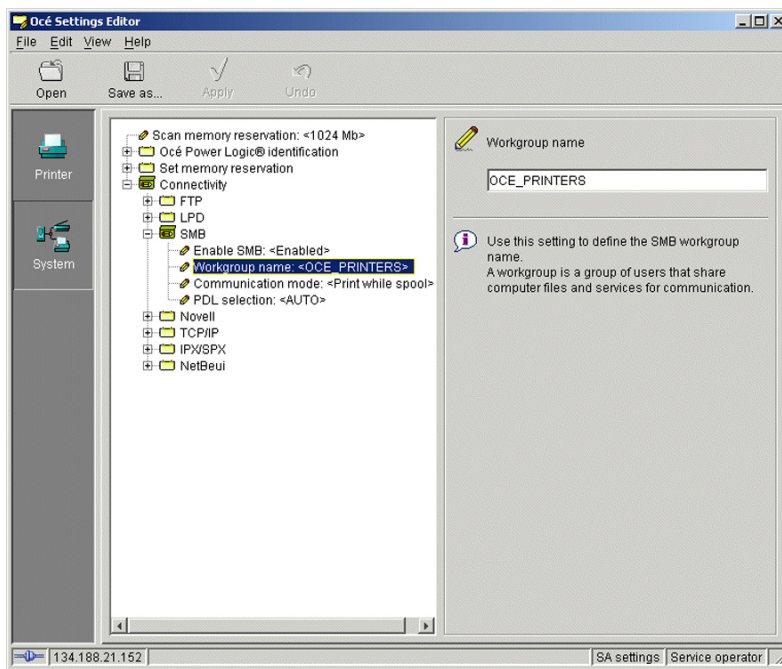 Océ Settings Editor
File Edit View Help
Open Save as... Apply Undo
Printer
System
Scan memory reservation: <1024 Mb>
Océ Power Logic® identification
Set memory reservation
Connectivity
FTP
LPD
SMB
Enable SMB: <Enabled>
Workgroup name: <OCE_PRINTERS>
Communication mode: <Print while spool>
PDL selection: <AUTO>
Novell
TCP/IP
IPX/SPX
NetBeui
Workgroup name
OCE_PRINTERS
Use this setting to define the SMB workgroup
name.
A workgroup is a group of users that share
computer files and services for communication.
134.188.21.152
SA settings Service operator